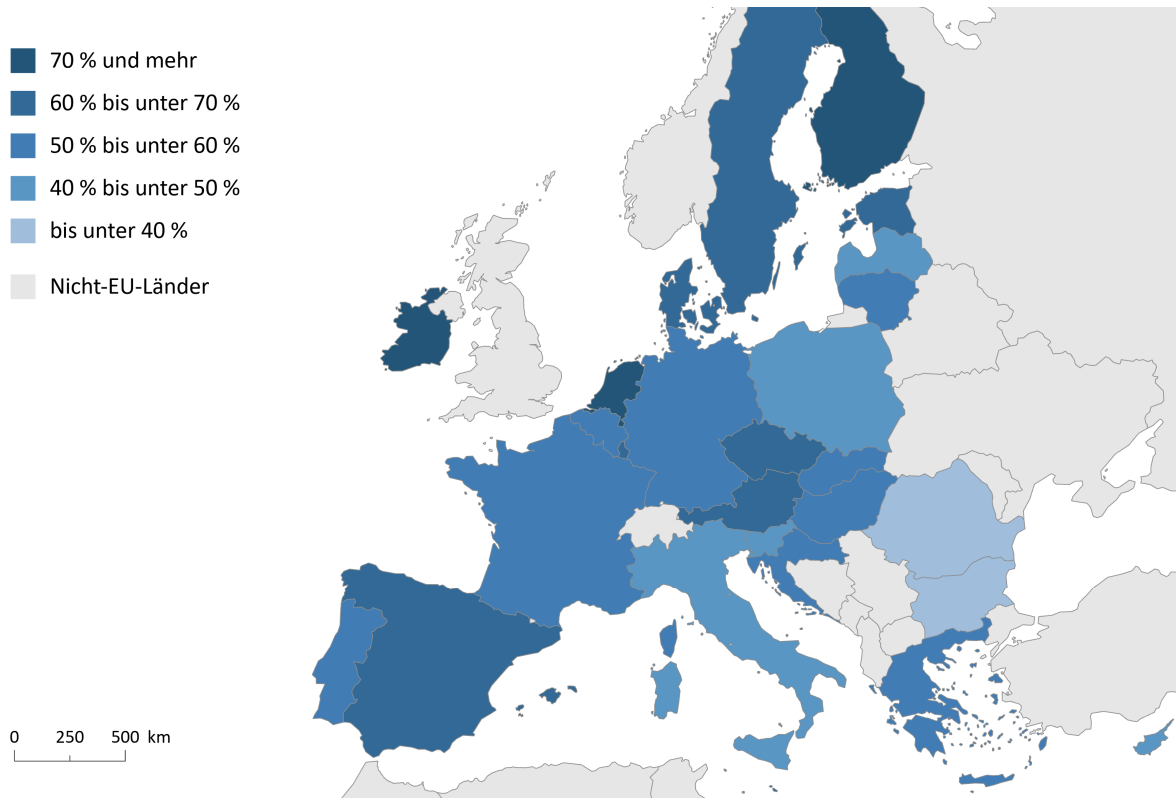 70 % und mehr
60 % bis unter 70 %
50 % bis unter 60 %
40 % bis unter 50 %
bis unter 40 %
Nicht-EU-Länder
0 250 500 km